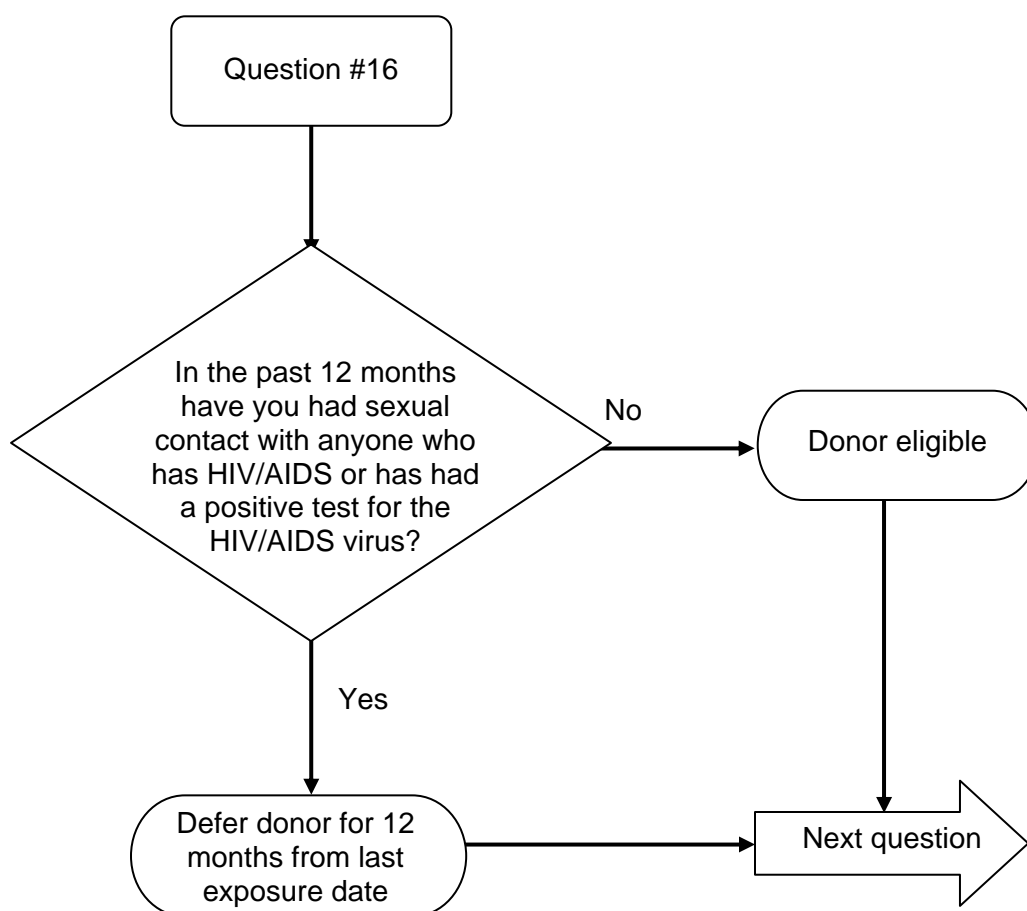 Question #16
In the past 12 months
have you had sexual
contact with anyone who
has HIV/AIDS or has had
a positive test for the
HIV/AIDS virus?
No
Donor eligible
Yes
Defer donor for 12
months from last
exposure date
Next question